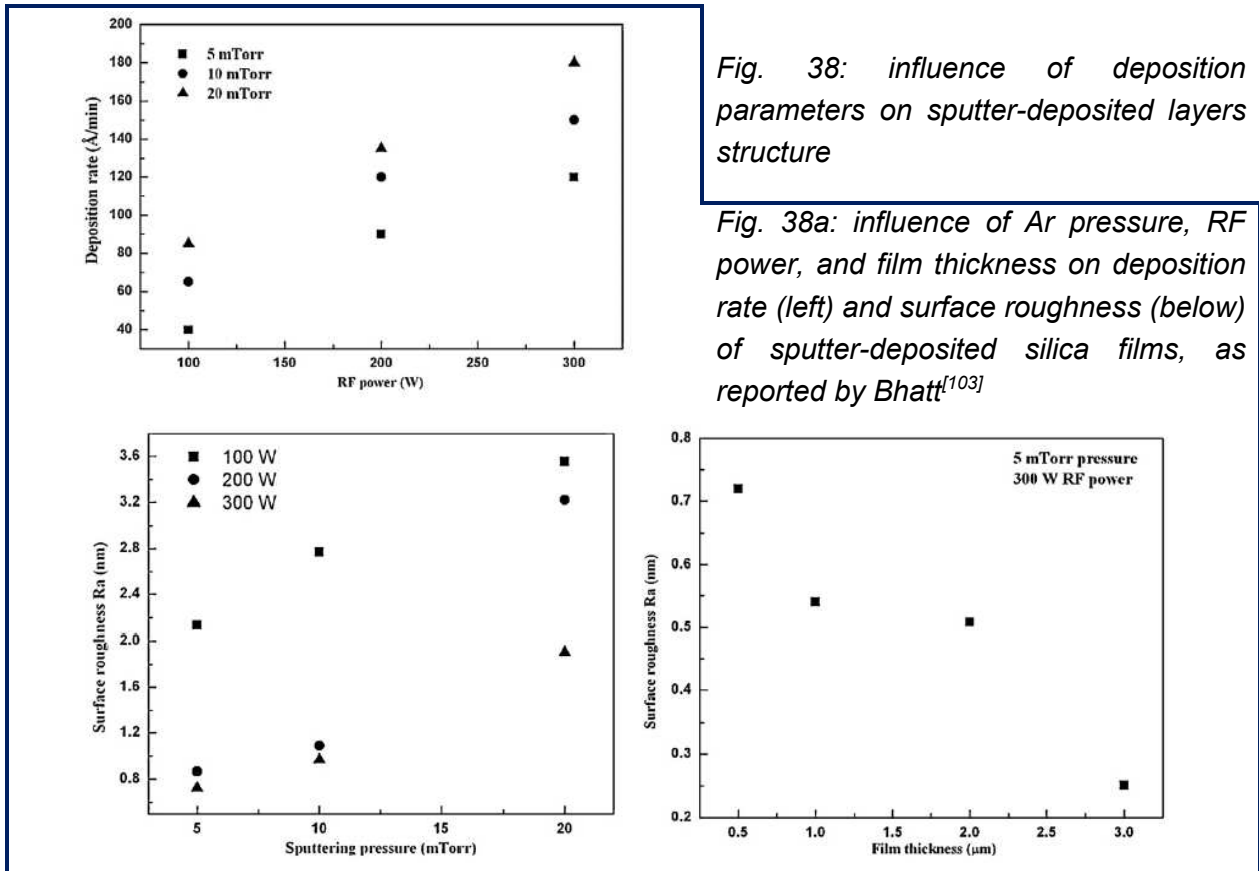 200
180
160
140
120
100
80
60
40
Deposition rate (Å/min)
5 mTorr
10 mTorr
20 mTorr
100 150 200 250 300
RF power (W)
Fig. 38: influence of deposition
parameters on sputter-deposited layers
structure
Fig. 38a: influence of Ar pressure, RF
power, and film thickness on deposition
rate (left) and surface roughness (below)
of sputter-deposited silica films, as
reported by Bhatt[103]
3.6
3.2
2.8
2.4
2.0
1.6
1.2
0.8
Surface roughness Ra (nm)
100 W
200 W
300 W
5 10 15 20
Sputtering pressure (mTorr)
0.8
0.7
0.6
0.5
0.4
0.3
0.2
Surface roughness Ra (nm)
5 mTorr pressure
300 W RF power
0.5 1.0 1.5 2.0 2.5 3.0
Film thickness (µm)